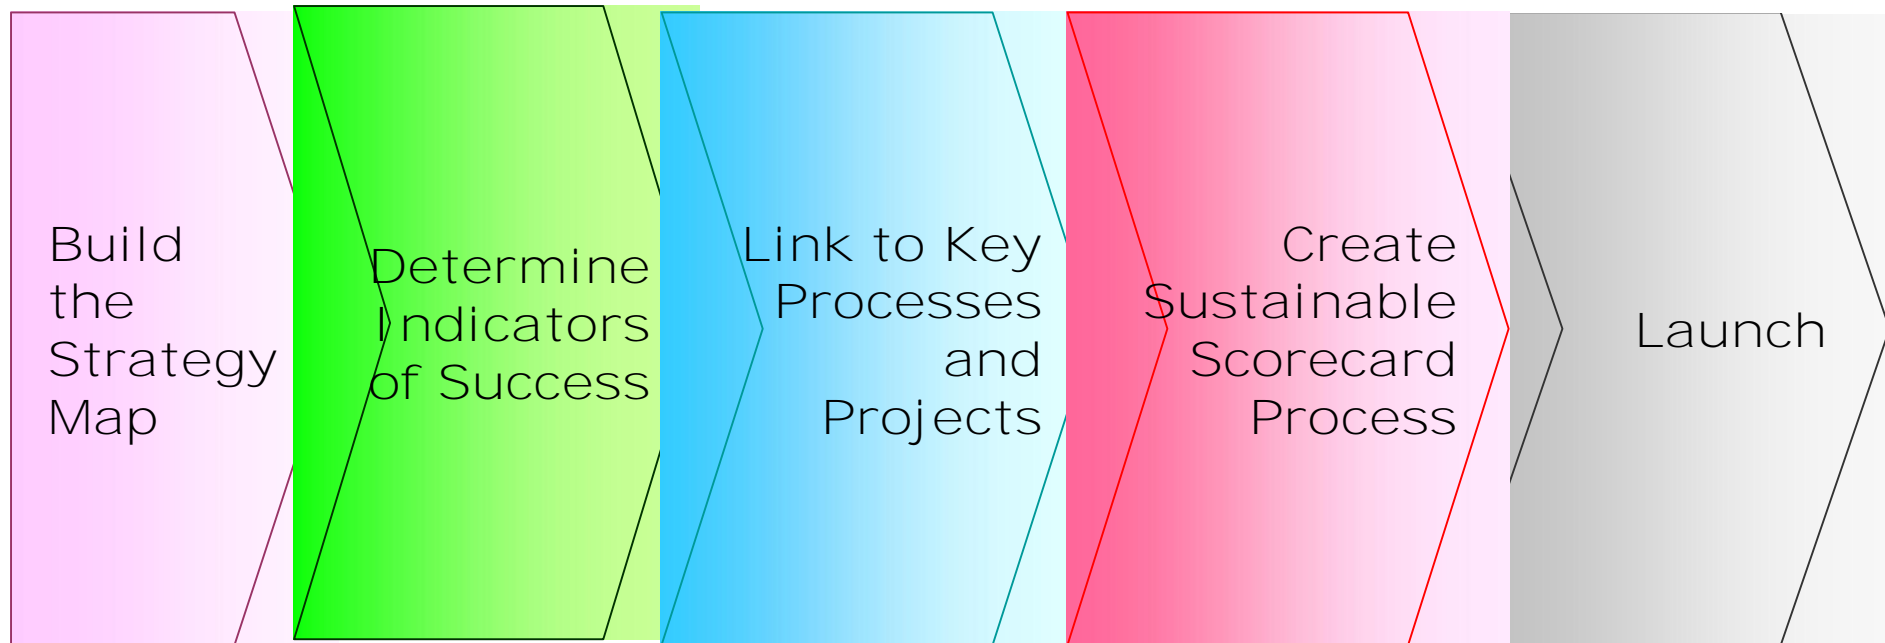 Build
the
Strategy
Map
Determine
Indicators
of Success
Link to Key
Processes
and
Projects
Create
Sustainable
Scorecard
Process
Launch